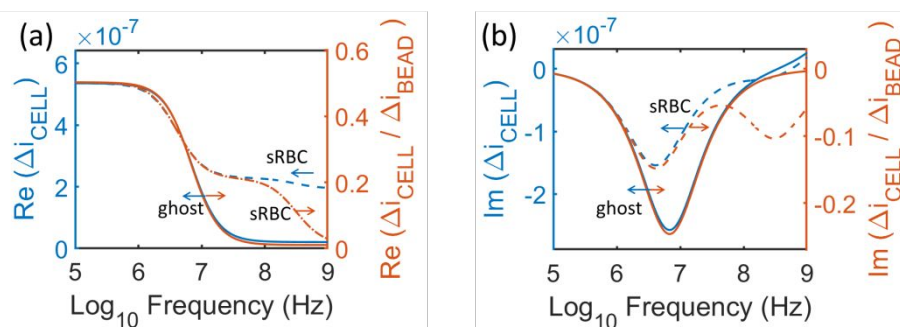 (a)
×10⁻⁷
6
4
2
0
Re (Δi_CELL)
0.6
0.4
0.2
0
Re (Δi_CELL / Δi_BEAD)
sRBC
ghost
sRBC
5 6 7 8 9
Log₁₀ Frequency (Hz)
(b)
×10⁻⁷
0
-1
-2
Im (Δi_CELL)
0
-0.1
-0.2
Im (Δi_CELL / Δi_BEAD)
sRBC
ghost
5 6 7 8 9
Log₁₀ Frequency (Hz)